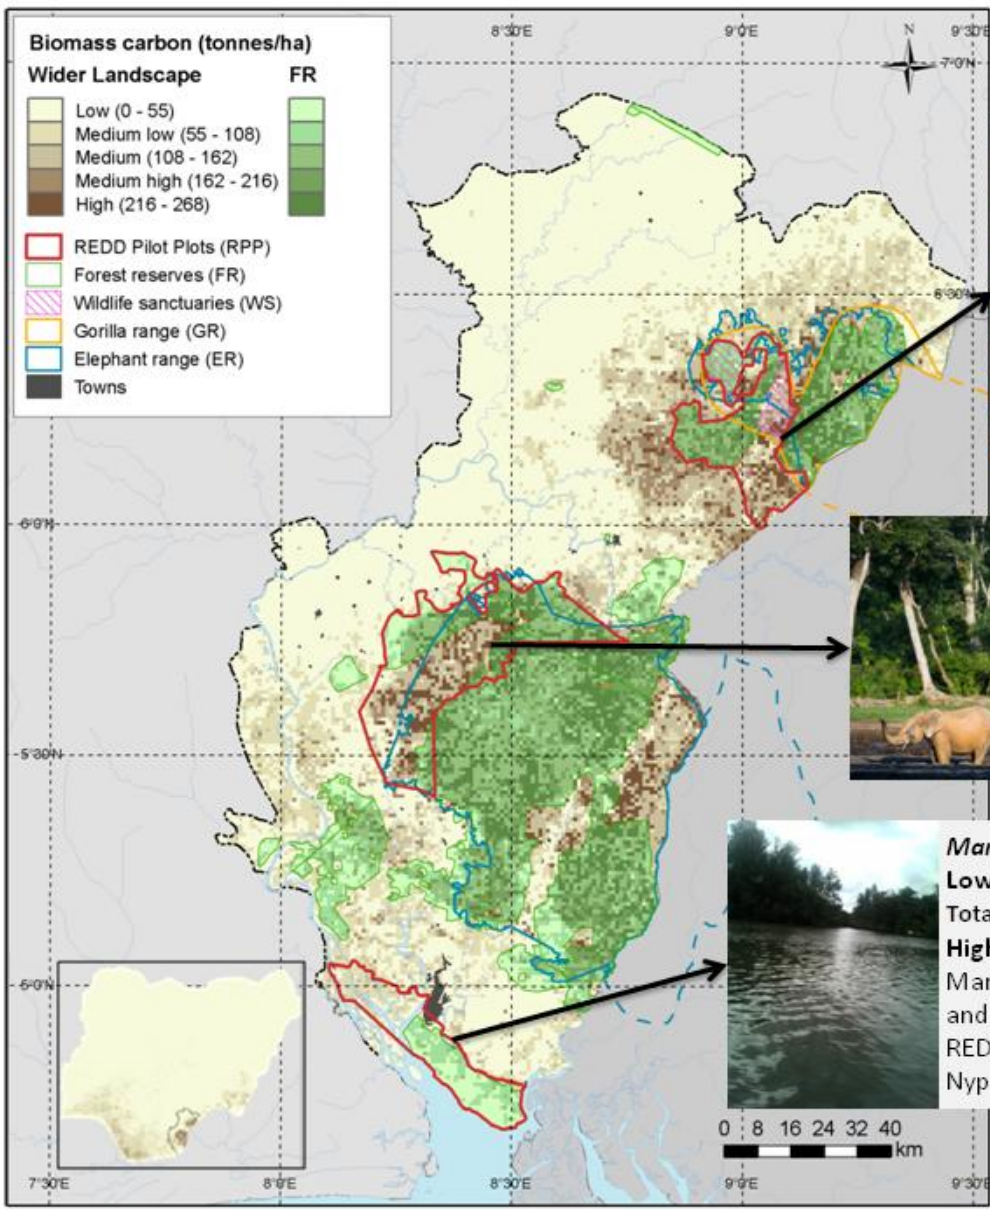 8°30'E 9°0'E 9°30'E
N
7°0'N
Biomass carbon (tonnes/ha)
Wider Landscape FR
Low (0 - 55)
Medium low (55 - 108)
Medium (108 - 162)
Medium high (162 - 216)
High (216 - 268)
REDD Pilot Plots (RPP)
Forest reserves (FR)
Wildlife sanctuaries (WS)
Gorilla range (GR)
Elephant range (ER)
Towns
6°30'N
6°0'N
5°30'N
5°0'N
Mar
Low
Tota
High
Mar
and
RED
Nyp
0 8 16 24 32 40
km
7°30'E 8°0'E 8°30'E 9°0'E 9°30'E